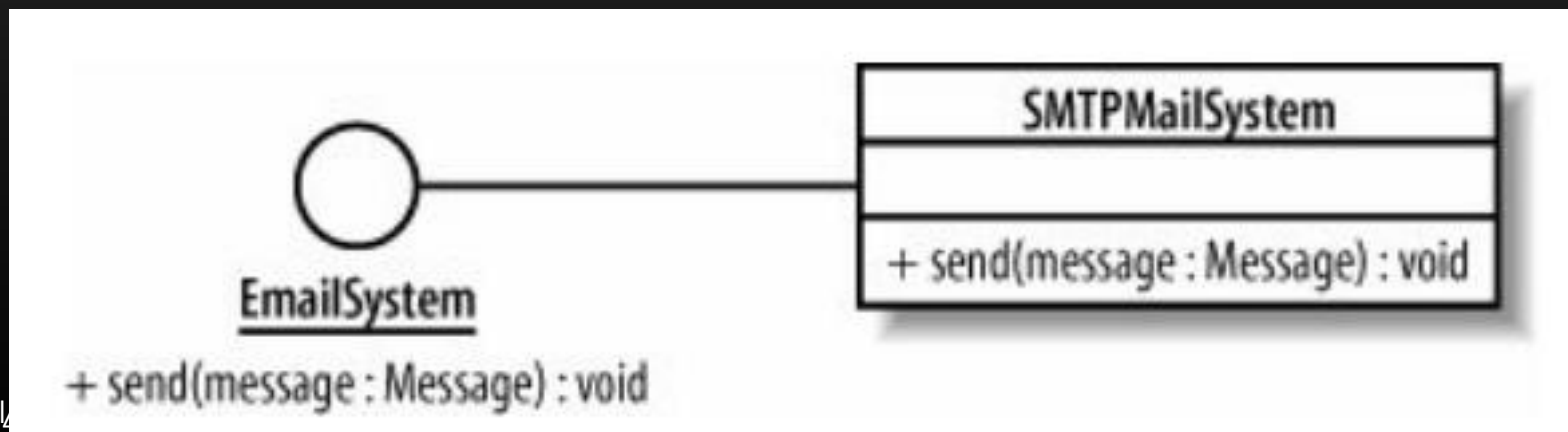 SMTPMailSystem
+ send(message : Message) : void
EmailSystem
+ send(message : Message) : void